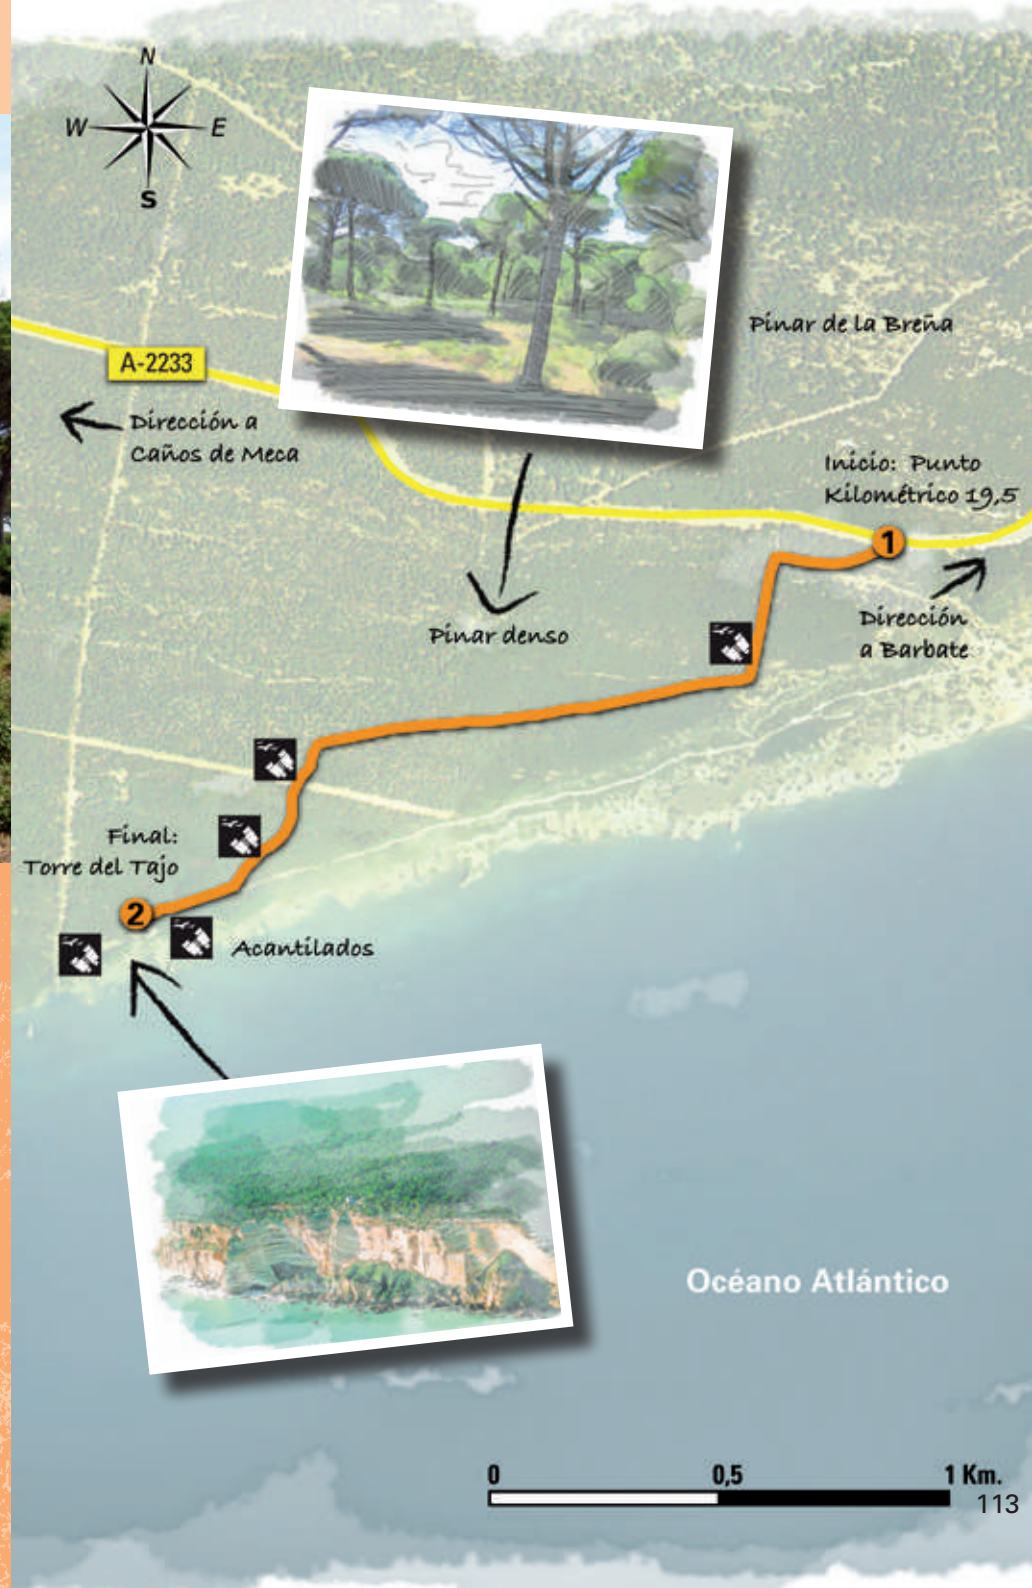 N
W E
S
Pinar de la Breña
A-2233
Dirección a
Caños de Meca
Inicio: Punto
Kilométrico 19,5
1
Dirección
a Barbate
Pinar denso
Final:
Torre del Tajo
2
Acantilados
Océano Atlántico
0 0,5 1 Km.
113